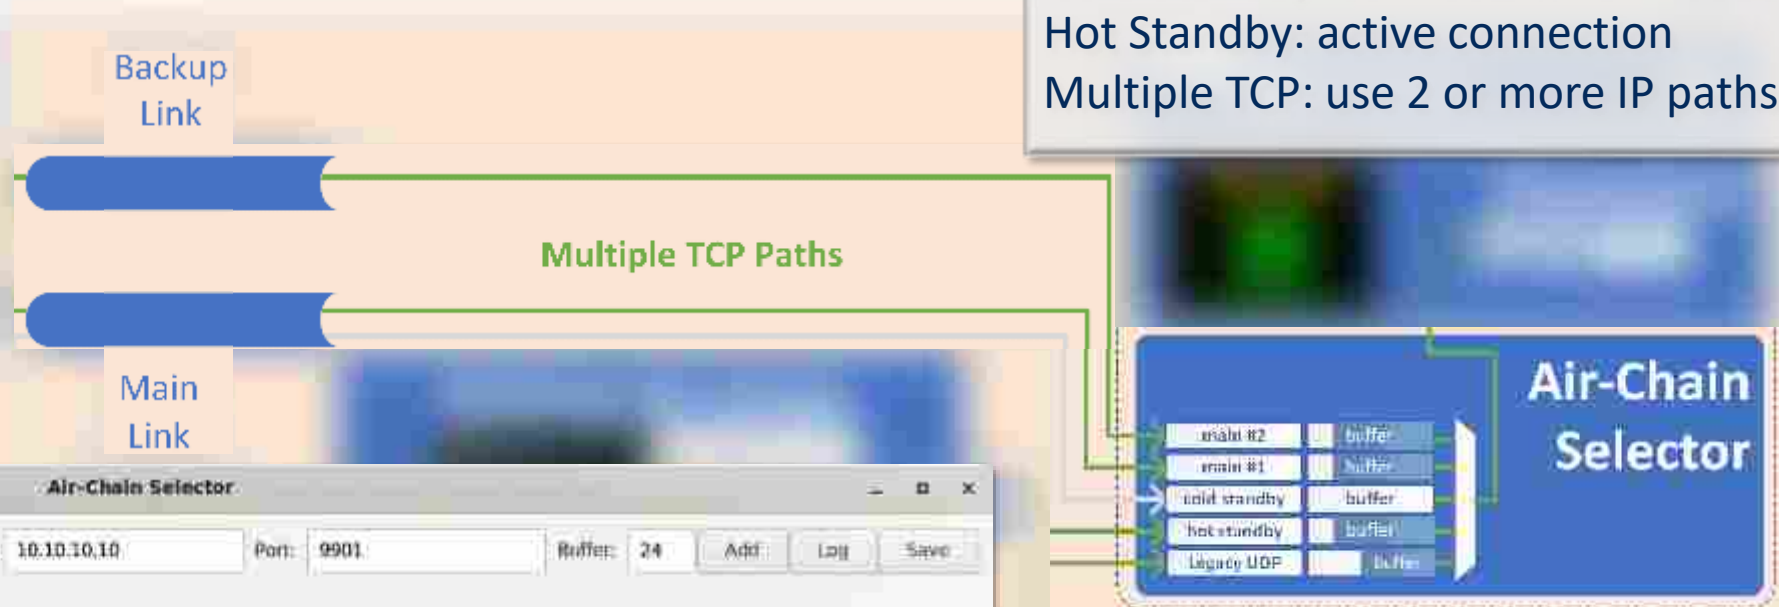 Hot Standby: active connection
Multiple TCP: use 2 or more IP paths
Backup
Link
Multiple TCP Paths
Main
Link
Air-Chain
Selector
main #2 buffer
main #1 buffer
cold standby buffer
hot standby buffer
Legacy UDP buffer
Air-Chain Selector
10.10.10.10 Port: 9901 Buffer: 24 Add Log Save